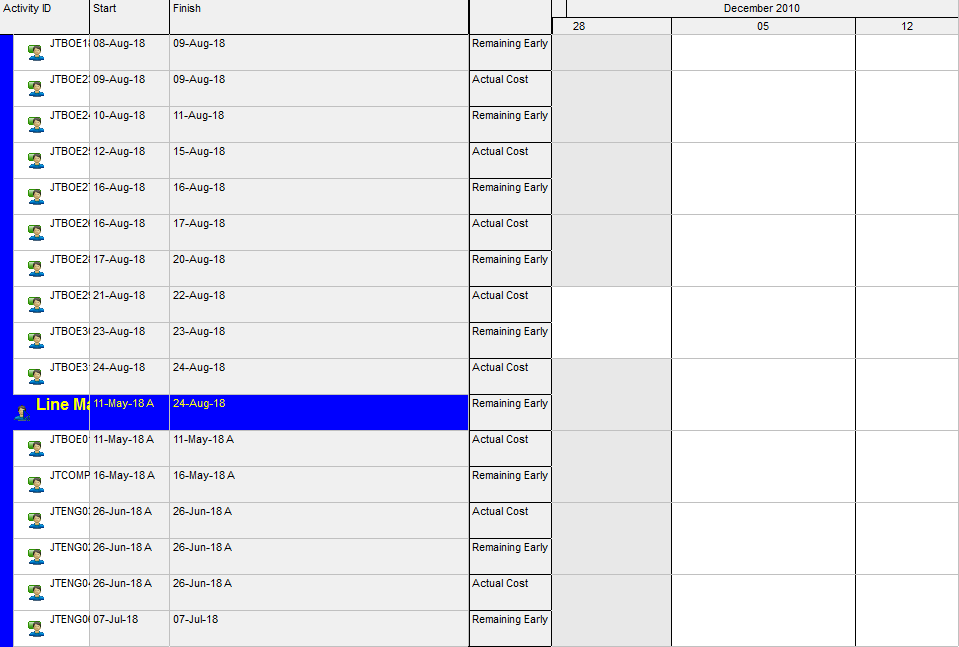 Activity ID Start Finish December 2010
28 05 12
JTBOE18 08-Aug-18 09-Aug-18 Remaining Early
JTBOE2 09-Aug-18 09-Aug-18 Actual Cost
JTBOE24 10-Aug-18 11-Aug-18 Remaining Early
JTBOE2 12-Aug-18 15-Aug-18 Actual Cost
JTBOE27 16-Aug-18 16-Aug-18 Remaining Early
JTBOE2 16-Aug-18 17-Aug-18 Actual Cost
JTBOE2 17-Aug-18 20-Aug-18 Remaining Early
JTBOE2 21-Aug-18 22-Aug-18 Actual Cost
JTBOE3 23-Aug-18 23-Aug-18 Remaining Early
JTBOE3 24-Aug-18 24-Aug-18 Actual Cost
Line Ma 11-May-18 A 24-Aug-18 Remaining Early
JTBOE0 11-May-18 A 11-May-18 A Actual Cost
JTCOMP 16-May-18 A 16-May-18 A Remaining Early
JTENG0 26-Jun-18 A 26-Jun-18 A Actual Cost
JTENG0 26-Jun-18 A 26-Jun-18 A Remaining Early
JTENG0 26-Jun-18 A 26-Jun-18 A Actual Cost
JTENG0 07-Jul-18 07-Jul-18 Remaining Early